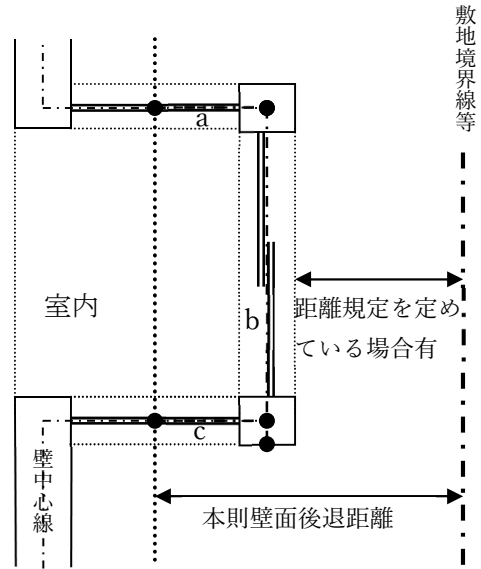 敷地境界線等
a
室内
b
距離規定を定め
ている場合有
c
壁中心線
本則壁面後退距離